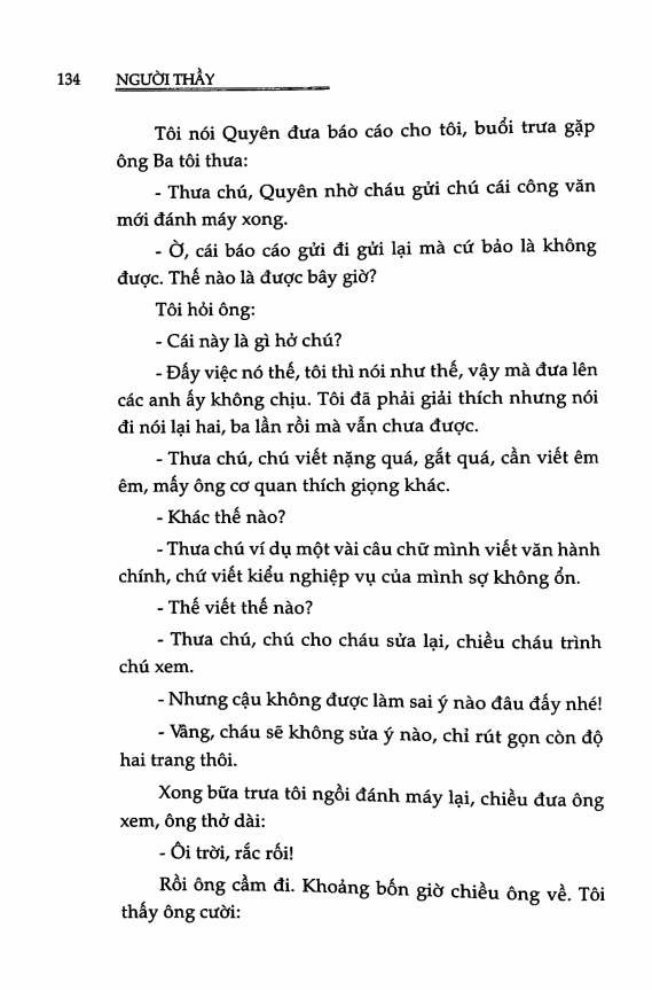 134 NGƯỜI THẦY
Tôi nói Quyên đưa báo cáo cho tôi, buổi trưa gặp
ông Ba tôi thưa:
- Thưa chú, Quyên nhờ cháu gửi chú cái công văn
mới đánh máy xong.
- Ờ, cái báo cáo gửi đi gửi lại mà cứ bảo là không
được. Thế nào là được bây giờ?
Tôi hỏi ông:
- Cái này là gì hở chú?
- Đấy việc nó thế, tôi thì nói như thế, vậy mà đưa lên
các anh ấy không chịu. Tôi đã phải giải thích nhưng nói
đi nói lại hai, ba lần rồi mà vẫn chưa được.
- Thưa chú, chú viết nặng quá, gắt quá, cần viết êm
êm, mấy ông cơ quan thích giọng khác.
- Khác thế nào?
- Thưa chú ví dụ một vài câu chữ mình viết văn hành
chính, chứ viết kiểu nghiệp vụ của mình sợ không ổn.
- Thế viết thế nào?
- Thưa chú, chú cho cháu sửa lại, chiều cháu trình
chú xem.
- Nhưng cậu không được làm sai ý nào đâu đấy nhé!
- Vâng, cháu sẽ không sửa ý nào, chỉ rút gọn còn độ
hai trang thôi.
Xong bữa trưa tôi ngồi đánh máy lại, chiều đưa ông
xem, ông thở dài:
- Ôi trời, rắc rối!
Rồi ông cầm đi. Khoảng bốn giờ chiều ông về. Tôi
thấy ông cười: